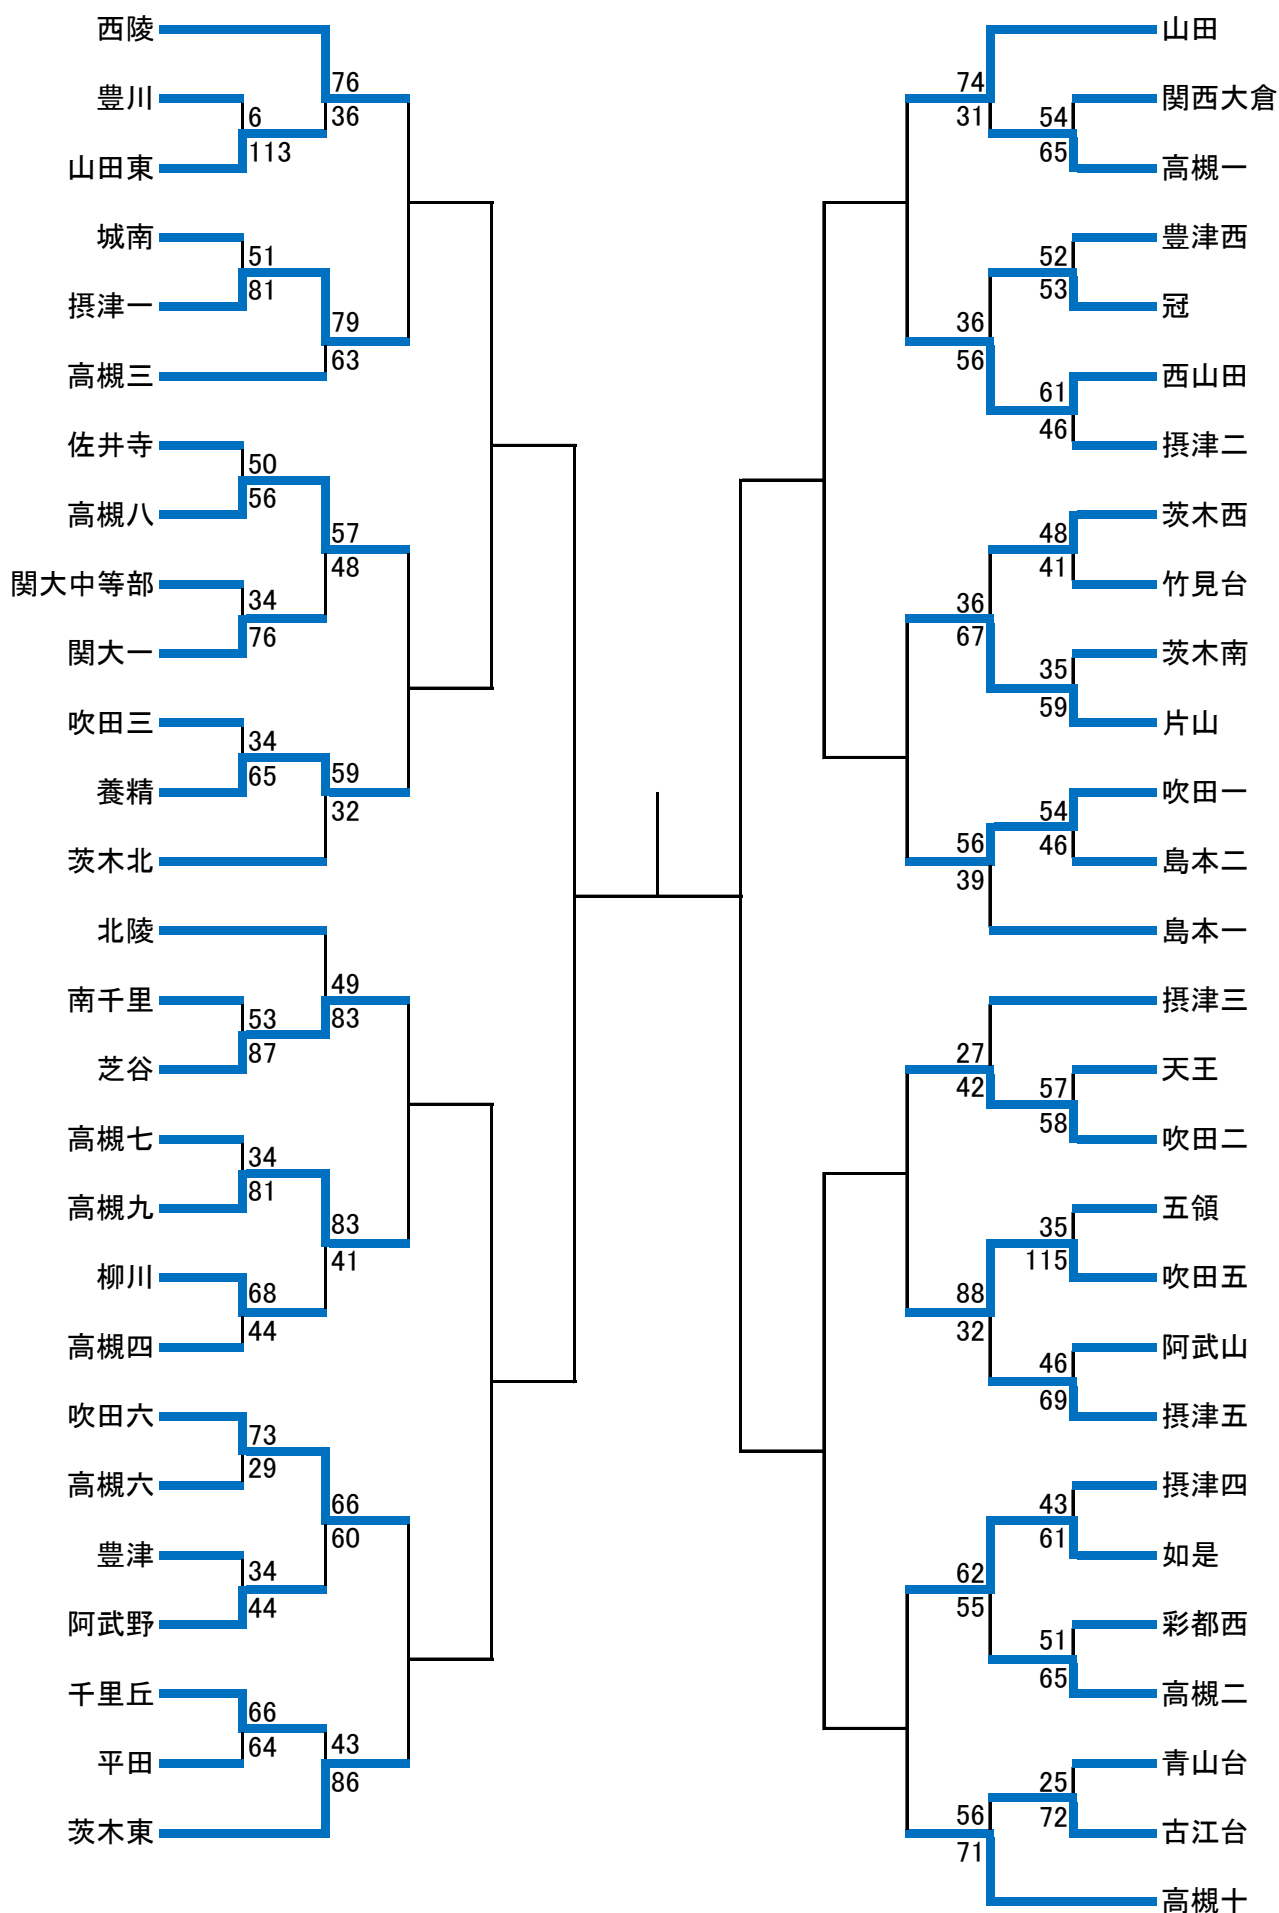 西陵
76
豊川
6
36
113
山田東
城南
51
81
摂津一
79
63
高槻三
佐井寺
50
56
高槻八
57
48
関大中等部
34
76
関大一
吹田三
34
65
59
養精
32
茨木北
北陵
49
南千里
53
83
87
芝谷
高槻七
34
81
高槻九
83
41
柳川
68
44
高槻四
吹田六
73
29
高槻六
66
60
豊津
34
44
阿武野
千里丘
66
64
43
平田
86
茨木東
山田
74
関西大倉
31
54
65
高槻一
豊津西
52
53
冠
36
56
西山田
61
46
摂津二
茨木西
48
41
竹見台
36
67
茨木南
35
59
片山
吹田一
54
56
46
島本二
39
島本一
摂津三
27
天王
42
57
58
吹田二
五領
35
115
吹田五
88
32
阿武山
46
69
摂津五
摂津四
43
61
如是
62
55
彩都西
51
65
高槻二
青山台
25
56
72
古江台
71
高槻十